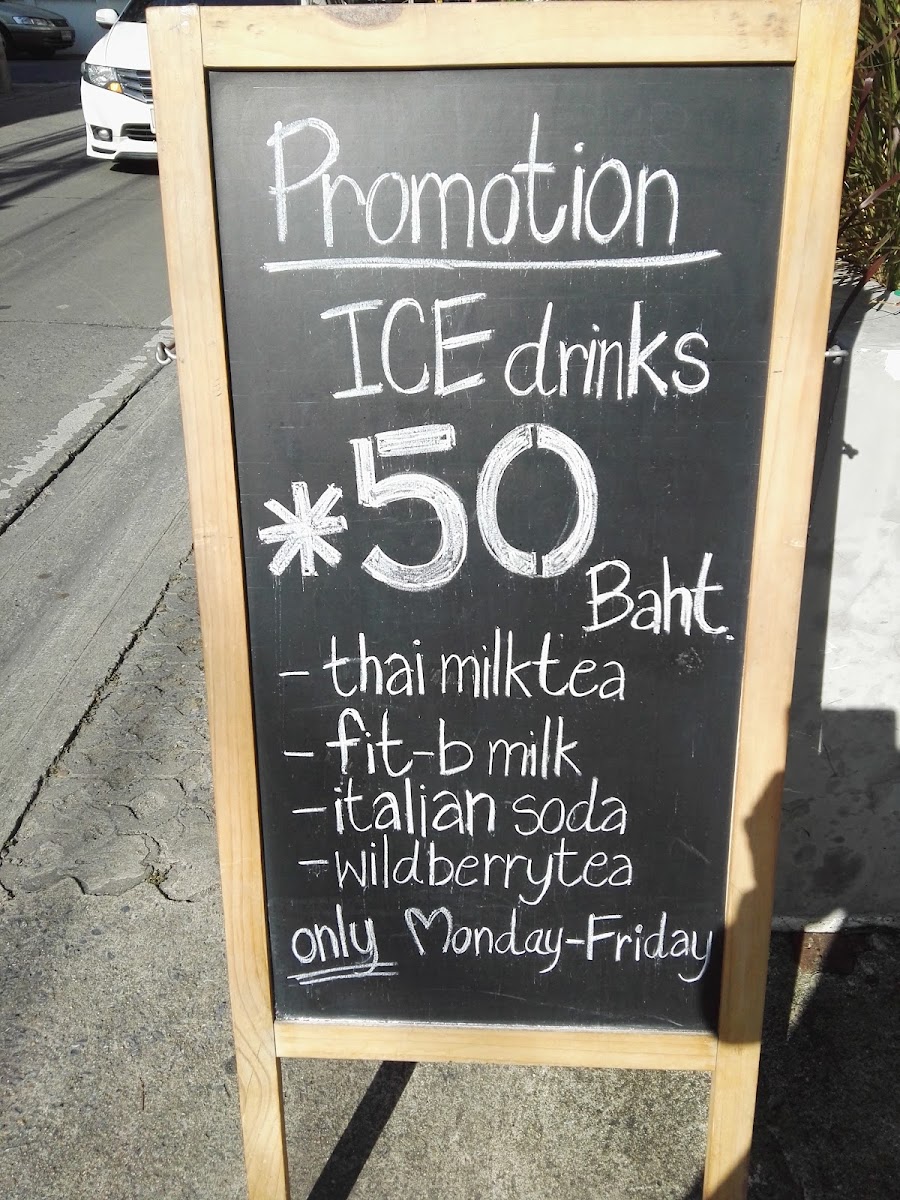 Promotion
ICE drinks
*50
Baht.
- thai milktea
- fit-b milk
- italian soda
- wildberrytea
only Monday-Friday